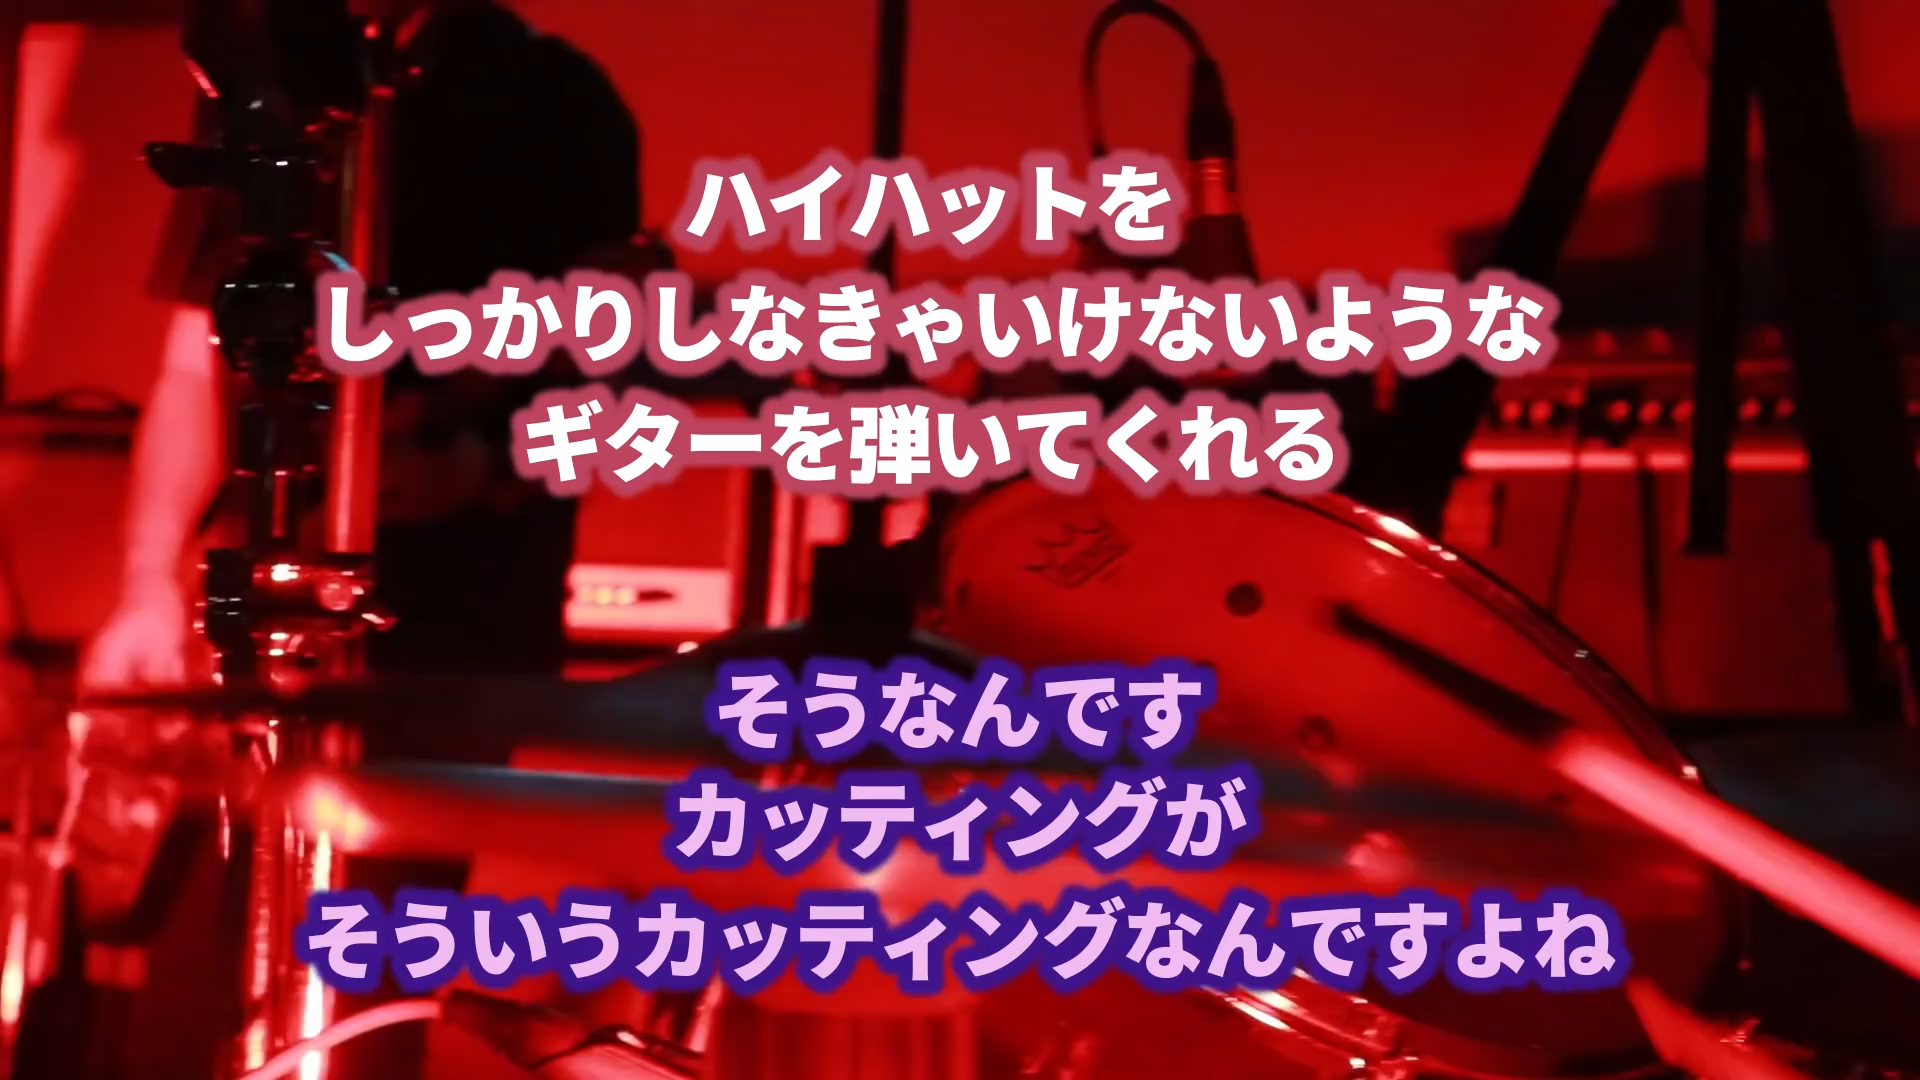 ハイハットを
しっかりしなきゃいけないような
ギターを弾いてくれる
そうなんです
カッティングが
そういうカッティングなんですよね